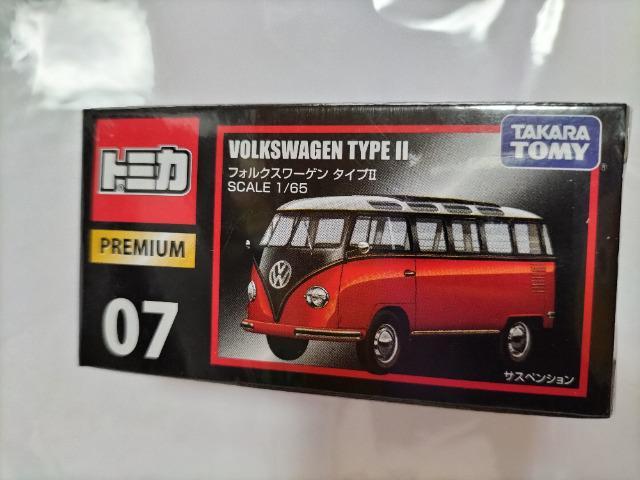 トミカ
PREMIUM
07
VOLKSWAGEN TYPE II
フォルクスワーゲン タイプII
SCALE 1/65
TAKARA
TOMY
サスペンション